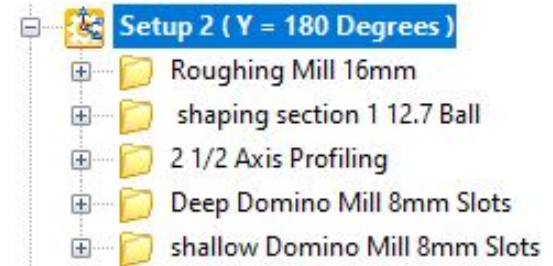 Setup 2 ( Y = 180 Degrees )
Roughing Mill 16mm
shaping section 1 12.7 Ball
2 1/2 Axis Profiling
Deep Domino Mill 8mm Slots
shallow Domino Mill 8mm Slots